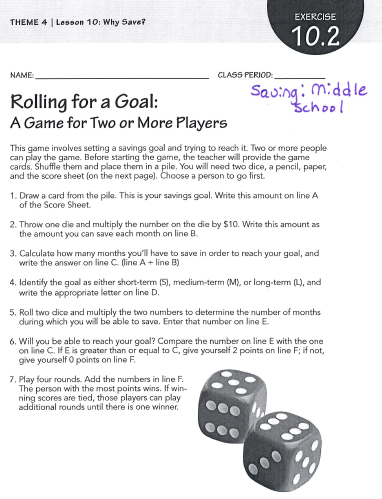 THEME 4 | Lesson 10: Why Save?
EXERCISE
10.2
NAME: CLASS PERIOD:
Saving: Middle
School
Rolling for a Goal:
A Game for Two or More Players
This game involves setting a savings goal and trying to reach it. Two or more people
can play the game. Before starting the game, the teacher will provide the game
cards. Shuffle them and place them in a pile. You will need two dice, a pencil, paper,
and the score sheet (on the next page). Choose a person to go first.
1. Draw a card from the pile. This is your savings goal. Write this amount on line A
of the Score Sheet.
2. Throw one die and multiply the number on the die by $10. Write this amount as
the amount you can save each month on line B.
3. Calculate how many months you'll have to save in order to reach your goal, and
write the answer on line C. (line A ÷ line B)
4. Identify the goal as either short-term (S), medium-term (M), or long-term (L), and
write the appropriate letter on line D.
5. Roll two dice and multiply the two numbers to determine the number of months
during which you will be able to save. Enter that number on line E.
6. Will you be able to reach your goal? Compare the number on line E with the one
on line C. If E is greater than or equal to C, give yourself 2 points on line F; if not,
give yourself 0 points on line F.
7. Play four rounds. Add the numbers in line F.
The person with the most points wins. If win-
ning scores are tied, those players can play
additional rounds until there is one winner.